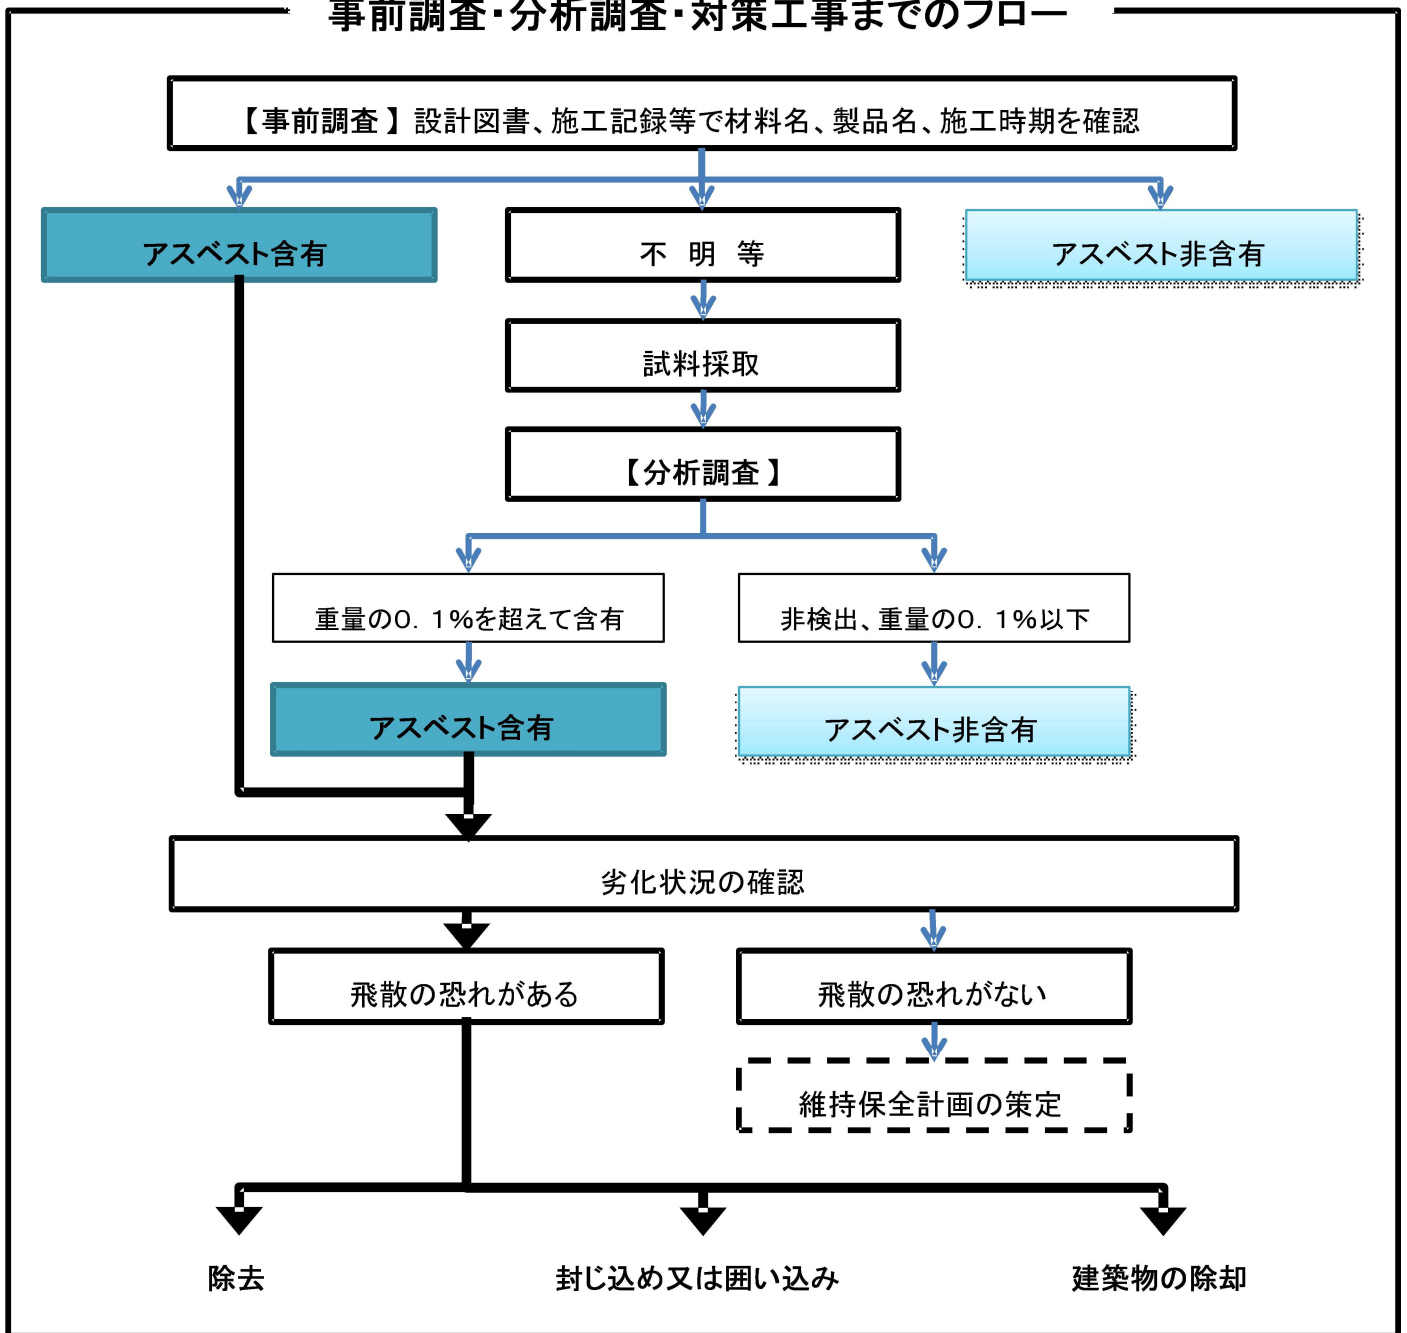 事前調査・分析調査・対策工事までのフロー
【事前調査】設計図書、施工記録等で材料名、製品名、施工時期を確認
アスベスト含有
不 明 等
アスベスト非含有
試料採取
【分析調査】
重量の0．1%を超えて含有
非検出、重量の0．1%以下
アスベスト含有
アスベスト非含有
劣化状況の確認
飛散の恐れがある
飛散の恐れがない
維持保全計画の策定
除去
封じ込め又は囲い込み
建築物の除却